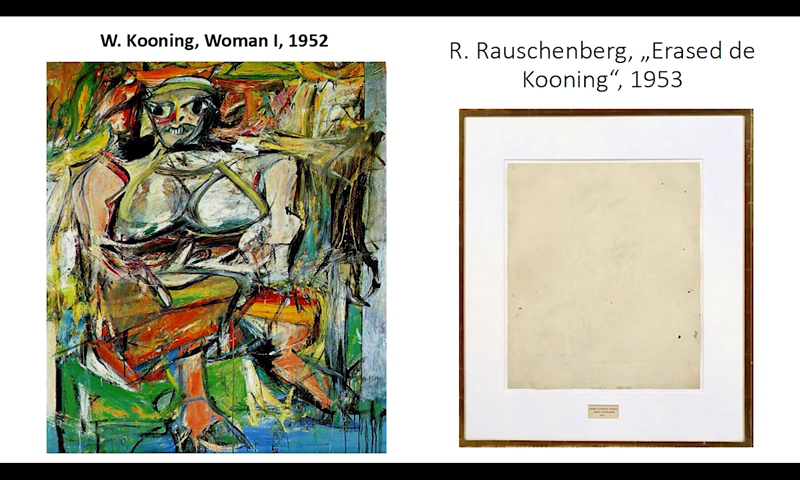 W. Kooning, Woman I, 1952
R. Rauschenberg, „Erased de
Kooning“, 1953